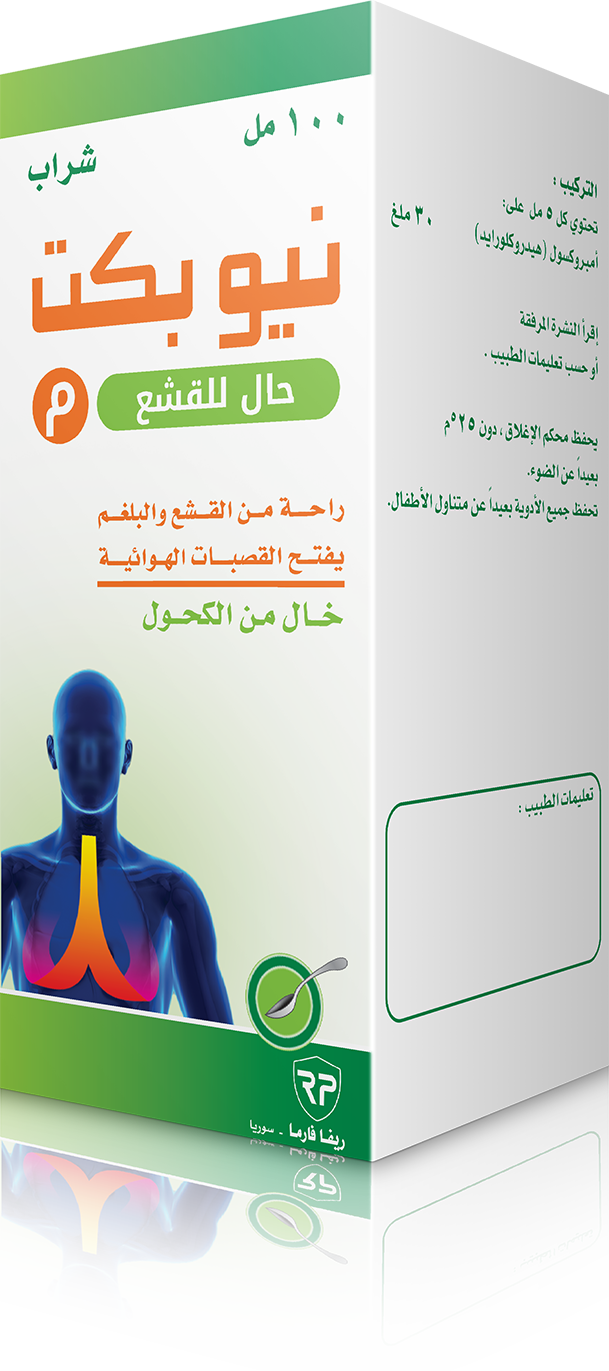 ١٠٠ مل
شراب
نيوبكت
حال للقشع
م
راحة من القشع والبلغم
يفتح القصبات الهوائية
خال من الكحول
RP
ريفا فارما - سوريا
التركيب :
تحتوي كل ٥ مل على:
أمبروكسول (هيدروكلورايد) ٣٠ ملغ
إقرأ النشرة المرفقة
أو حسب تعليمات الطبيب .
يحفظ محكم الإغلاق ، دون ٢٥°م
بعيداً عن الضوء.
تحفظ جميع الأدوية بعيداً عن متناول الأطفال.
تعليمات الطبيب :